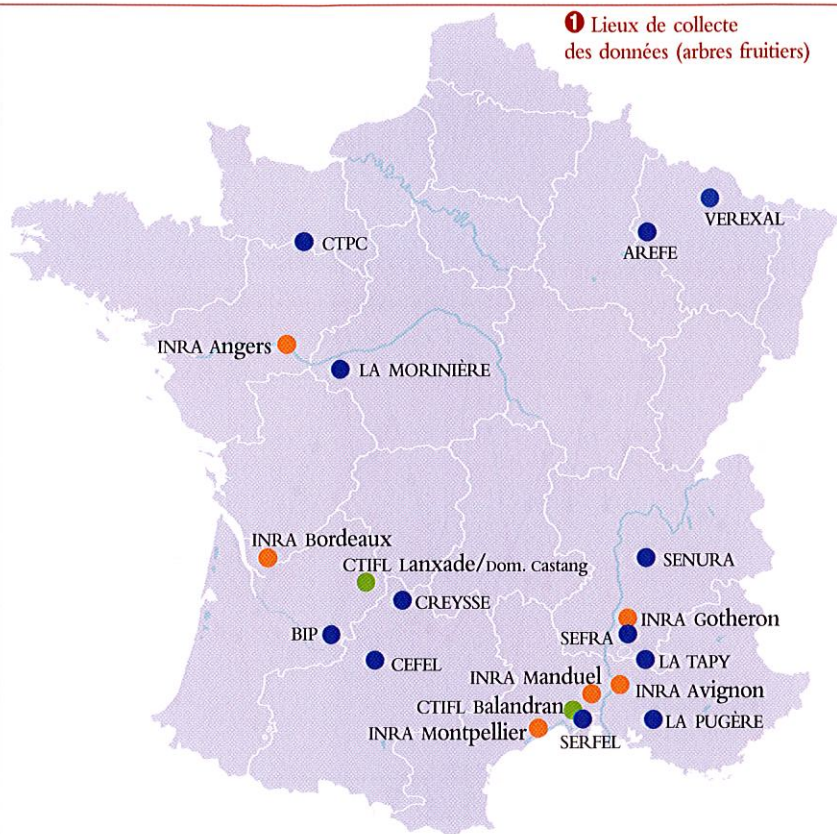 ❶ Lieux de collecte
des données (arbres fruitiers)
VEREXAL
CTPC
AREFE
INRA Angers
LA MORINIÈRE
INRA Bordeaux
CTIFL Lanxade/Dom. Castang
SENURA
CREYSSE
INRA Gotheron
BIP
SEFRA
CEFEL
LA TAPY
INRA Manduel
INRA Avignon
CTIFL Balandran
LA PUGÈRE
INRA Montpellier
SERFEL